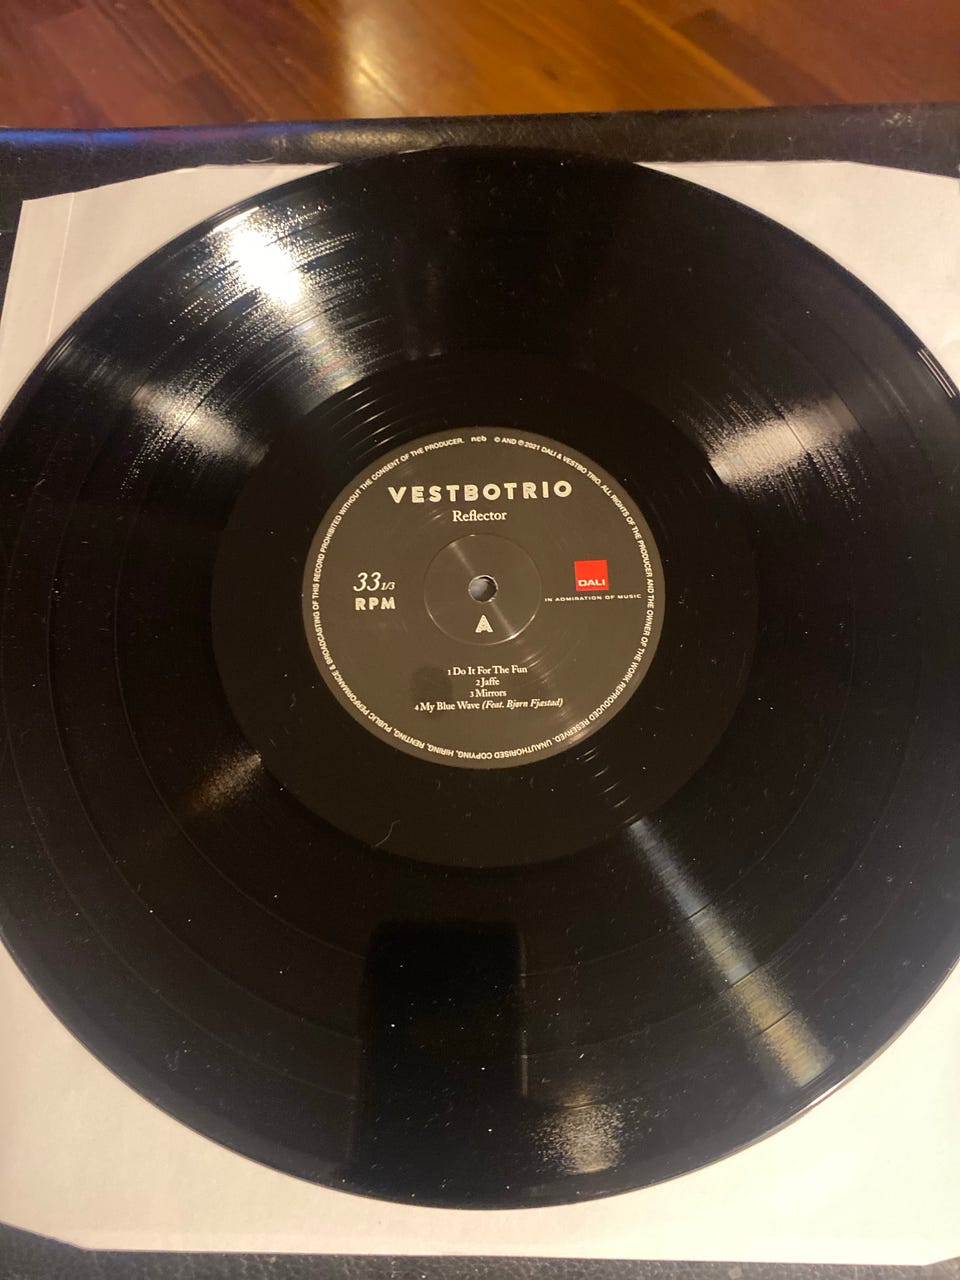 © AND ℗ 2021 DALI & VESTBO TRIO. ALL RIGHTS OF THE PRODUCER AND THE OWNER OF THE WORK REPRODUCED RESERVED. UNAUTHORISED COPYING, HIRING, RENTING, PUBLIC PERFORMANCE & BROADCASTING OF THIS RECORD PROHIBITED WITHOUT THE CONSENT OF THE PRODUCER. ncb
VESTBOTRIO
Reflector
33 1/3
RPM
DALI
IN ADMIRATION OF MUSIC
A
1 Do It For The Fun
2 Jaffe
3 Mirrors
4 My Blue Wave (Feat. Bjørn Fjæstad)